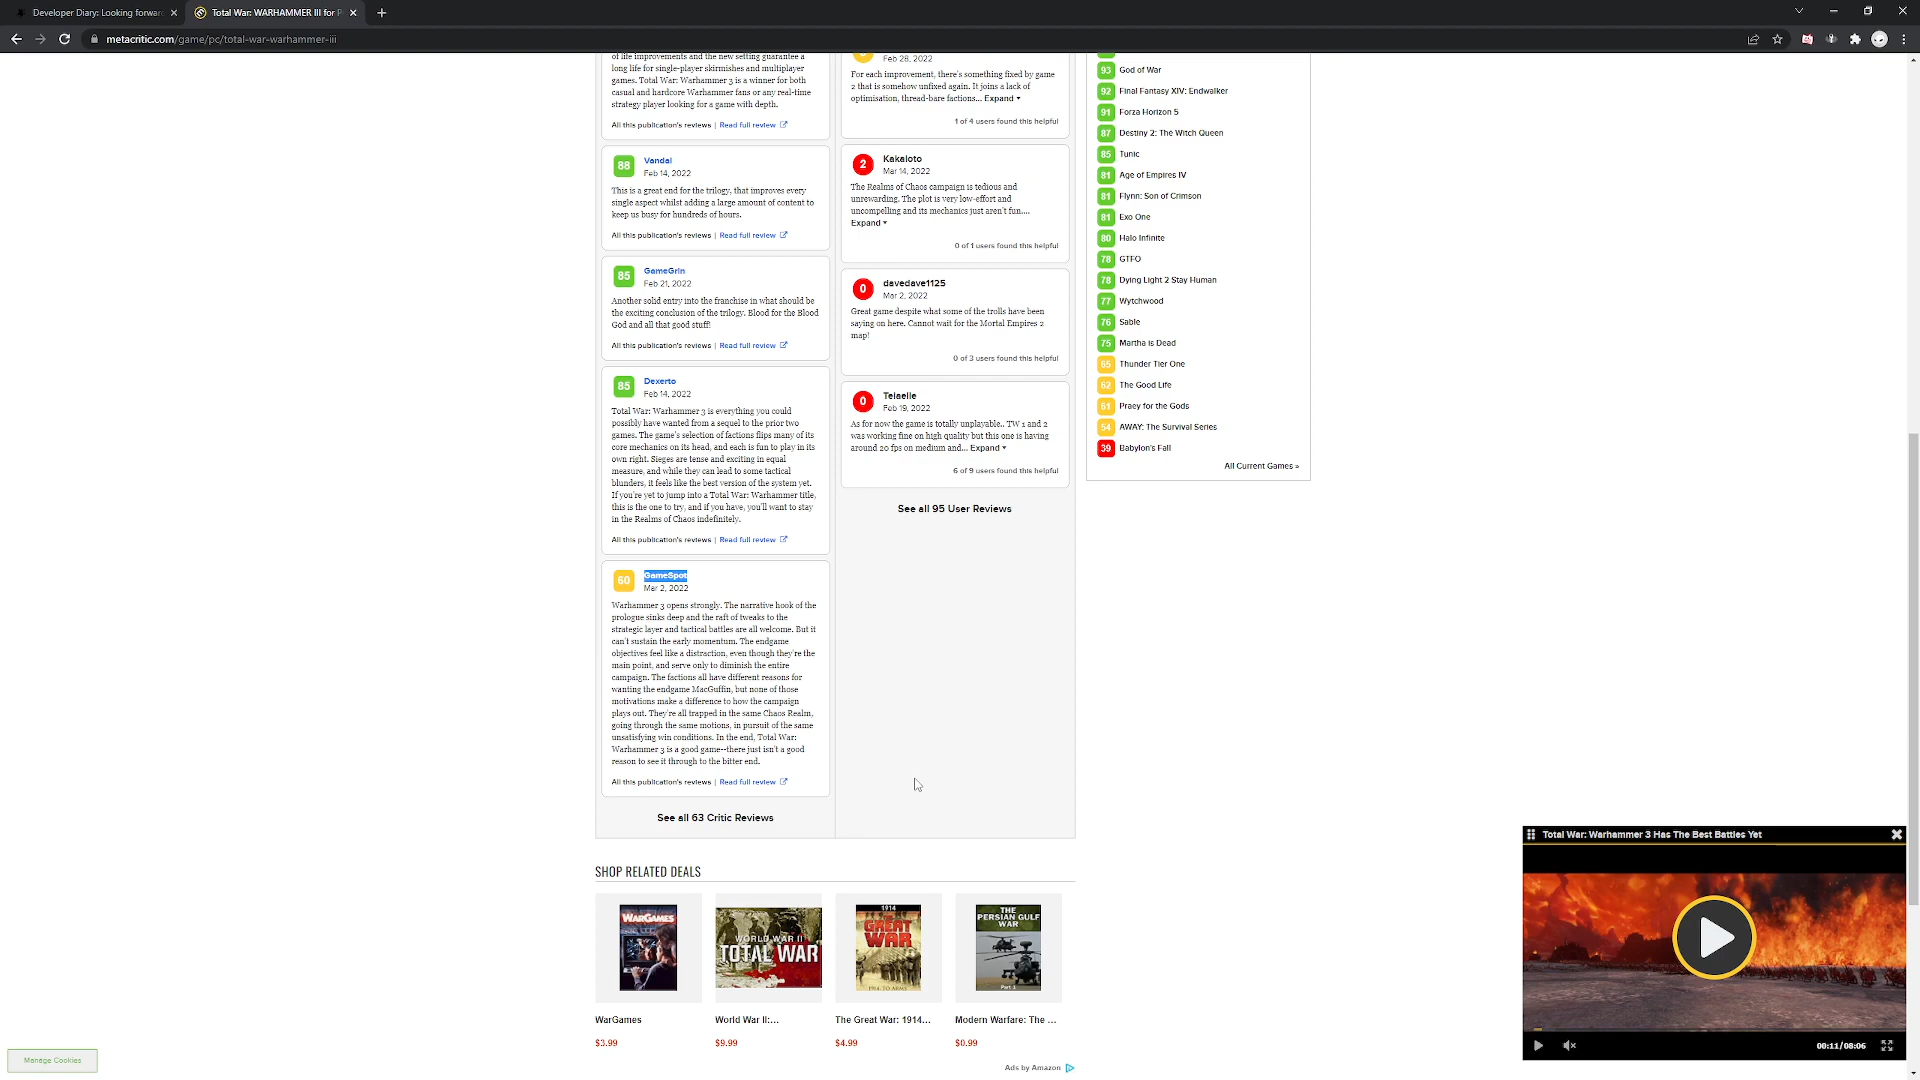 Developer Diary: Looking forwar
Total War: WARHAMMER III for P
metacritic.com/game/pc/total-war-warhammer-iii
of life improvements and the new setting guarantee a
long life for single-player skirmishes and multiplayer
games. Total War: Warhammer 3 is a winner for both
casual and hardcore Warhammer fans or any real-time
strategy player looking for a game with depth.
All this publication's reviews | Read full review
88
Vandal
Feb 14, 2022
This is a great end for the trilogy, that improves every
single aspect whilst adding a large amount of content to
keep us busy for hundreds of hours.
All this publication's reviews | Read full review
85
GameGrin
Feb 21, 2022
Another solid entry into the franchise in what should be
the exciting conclusion of the trilogy. Blood for the Blood
God and all that good stuff!
All this publication's reviews | Read full review
85
Dexerto
Feb 14, 2022
Total War: Warhammer 3 is everything you could
possibly have wanted from a sequel to the prior two
games. The game's selection of factions flips many of its
core mechanics on its head, and each is fun to play in its
own right. Sieges are tense and exciting in equal
measure, and while they can lead to some tactical
blunders, it feels like the best version of the system yet.
If you're yet to jump into a Total War: Warhammer title,
this is the one to try, and if you have, you'll want to stay
in the Realms of Chaos indefinitely.
All this publication's reviews | Read full review
60
GameSpot
Mar 2, 2022
Warhammer 3 opens strongly. The narrative hook of the
prologue sinks deep and the raft of tweaks to the
strategic layer and tactical battles are all welcome. But it
can't sustain the early momentum. The endgame
objectives feel like a distraction, even though they're the
main point, and serve only to diminish the entire
campaign. The factions all have different reasons for
wanting the endgame MacGuffin, but none of those
motivations make a difference to how the campaign
plays out. They're all trapped in the same Chaos Realm,
going through the same motions, in pursuit of the same
unsatisfying win conditions. In the end, Total War:
Warhammer 3 is a good game--there just isn't a good
reason to see it through to the bitter end.
All this publication's reviews | Read full review
See all 63 Critic Reviews
Feb 28, 2022
For each improvement, there's something fixed by game
2 that is somehow unfixed again. It joins a lack of
optimisation, thread-bare factions... Expand
1 of 4 users found this helpful
2
Kakaloto
Mar 14, 2022
The Realms of Chaos campaign is tedious and
unrewarding. The plot is very low-effort and
uncompelling and its mechanics just aren't fun....
Expand
0 of 1 users found this helpful
0
davedave1125
Mar 2, 2022
Great game despite what some of the trolls have been
saying on here. Cannot wait for the Mortal Empires 2
map!
0 of 3 users found this helpful
0
Telaelle
Feb 19, 2022
As for now the game is totally unplayable.. TW 1 and 2
was working fine on high quality but this one is having
around 20 fps on medium and... Expand
6 of 9 users found this helpful
See all 95 User Reviews
93 God of War
92 Final Fantasy XIV: Endwalker
91 Forza Horizon 5
87 Destiny 2: The Witch Queen
85 Tunic
81 Age of Empires IV
81 Flynn: Son of Crimson
81 Exo One
80 Halo Infinite
78 GTFO
78 Dying Light 2 Stay Human
77 Wytchwood
76 Sable
75 Martha is Dead
65 Thunder Tier One
62 The Good Life
61 Praey for the Gods
54 AWAY: The Survival Series
39 Babylon's Fall
All Current Games »
SHOP RELATED DEALS
WARGAMES
WORLD WAR II
TOTAL WAR
1914
GREAT
WAR
1914: TO ARMS
THE
PERSIAN GULF
WAR
Part 1
WarGames
World War II:...
The Great War: 1914...
Modern Warfare: The ...
$3.99
$9.99
$4.99
$0.99
Ads by Amazon
Manage Cookies
Total War: Warhammer 3 Has The Best Battles Yet
00:11/08:06